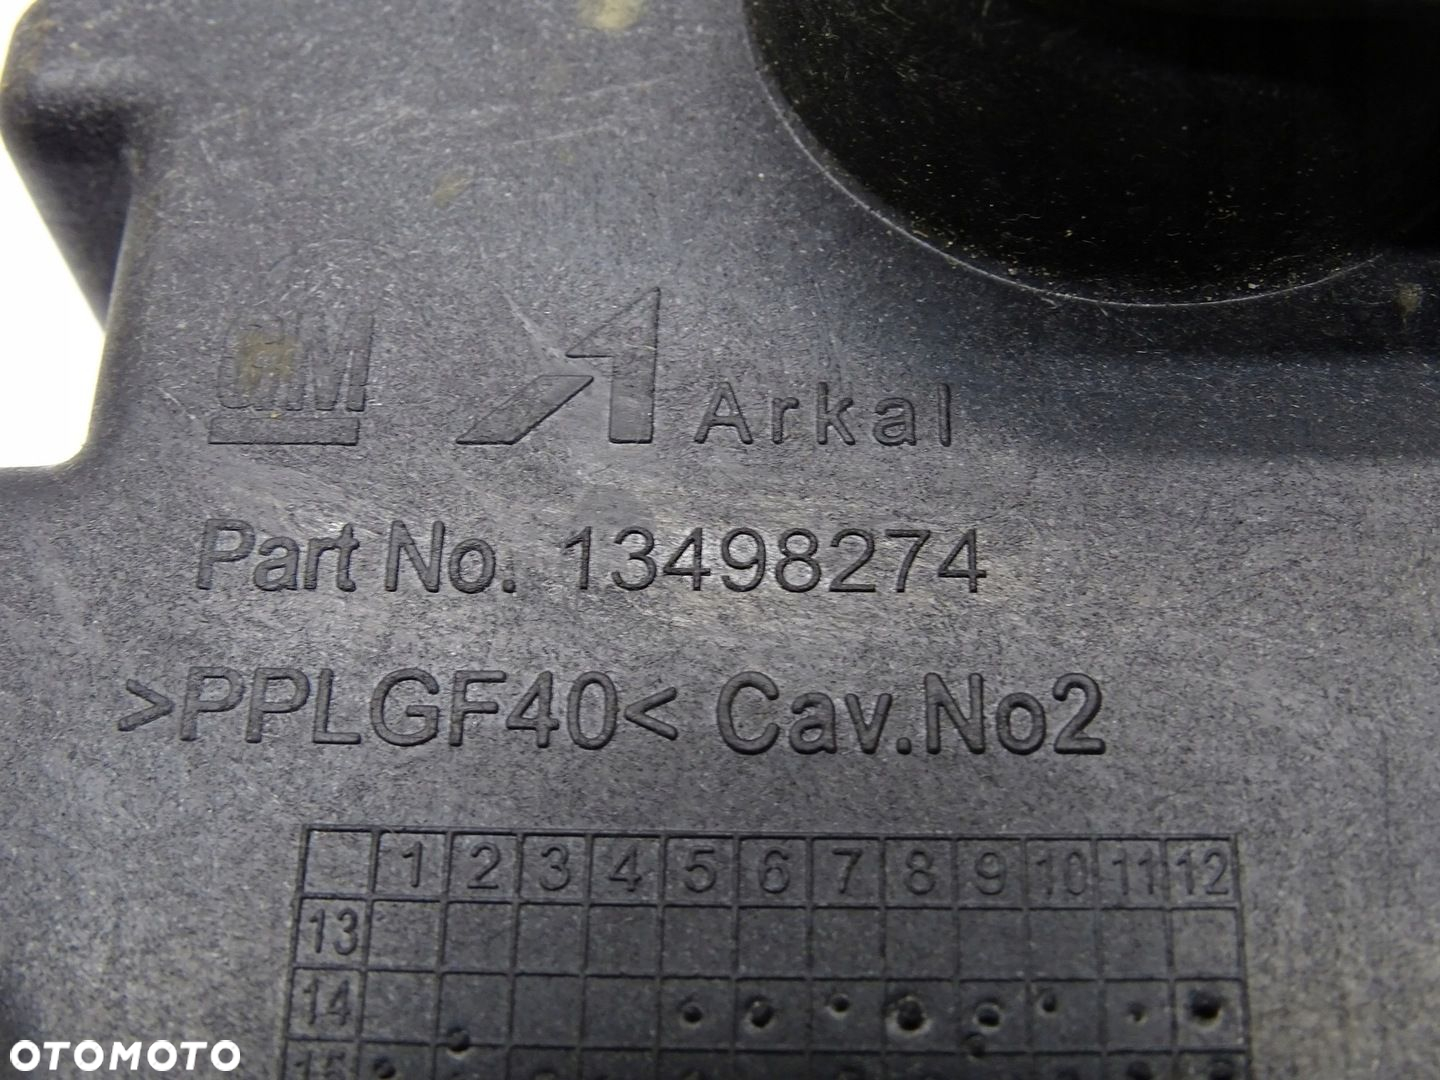 GM Arkal
Part No. 13498274
>PPLGF40< Cav.No2
1 2 3 4 5 6 7 8 9 10 11 12
13
14
15
OTOMOTO